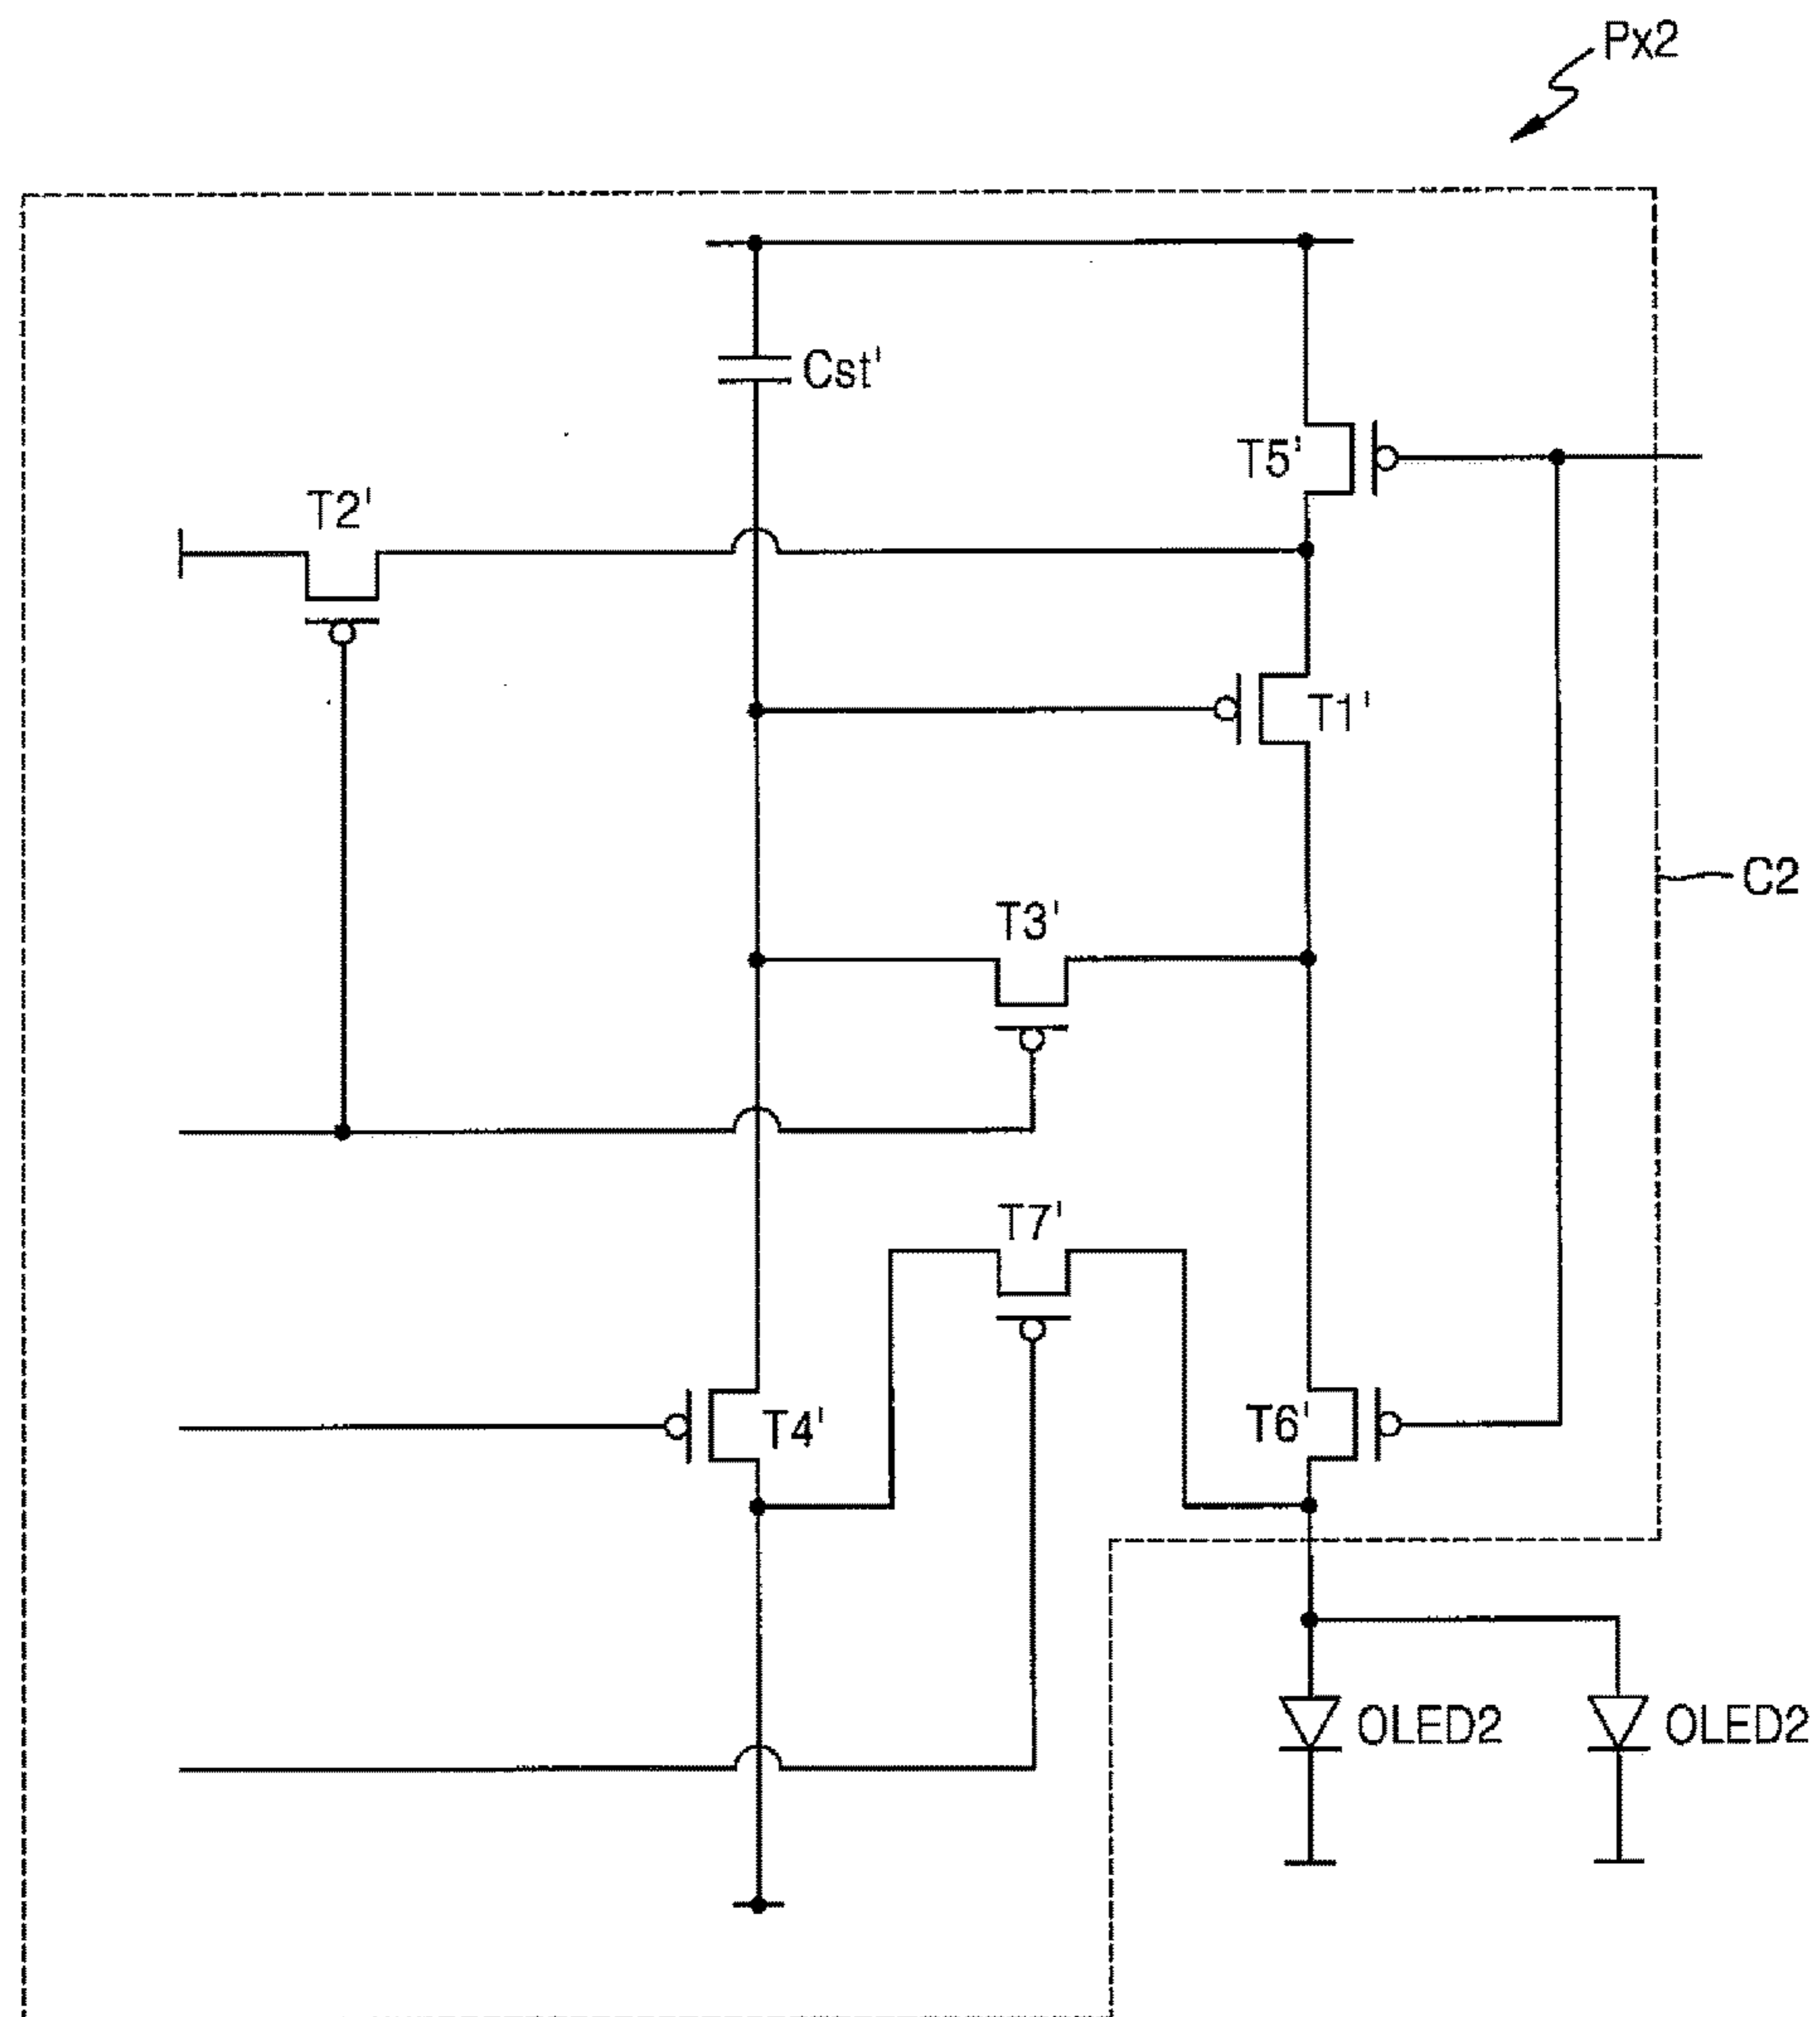 Px2
Cst'
T5'
T2'
T1'
C2
T3'
T7'
T4'
T6'
OLED2
OLED2